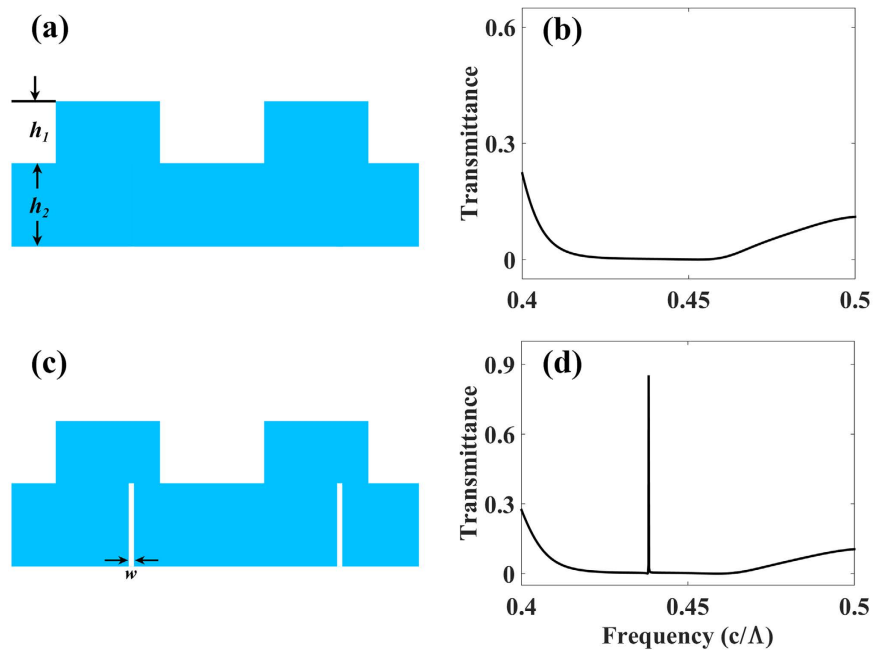 (a)
h1
h2
(b)
0.6
0.3
0
Transmittance
0.4
0.45
0.5
(c)
w
(d)
0.9
0.6
0.3
0
Transmittance
0.4
0.45
0.5
Frequency (c/Λ)